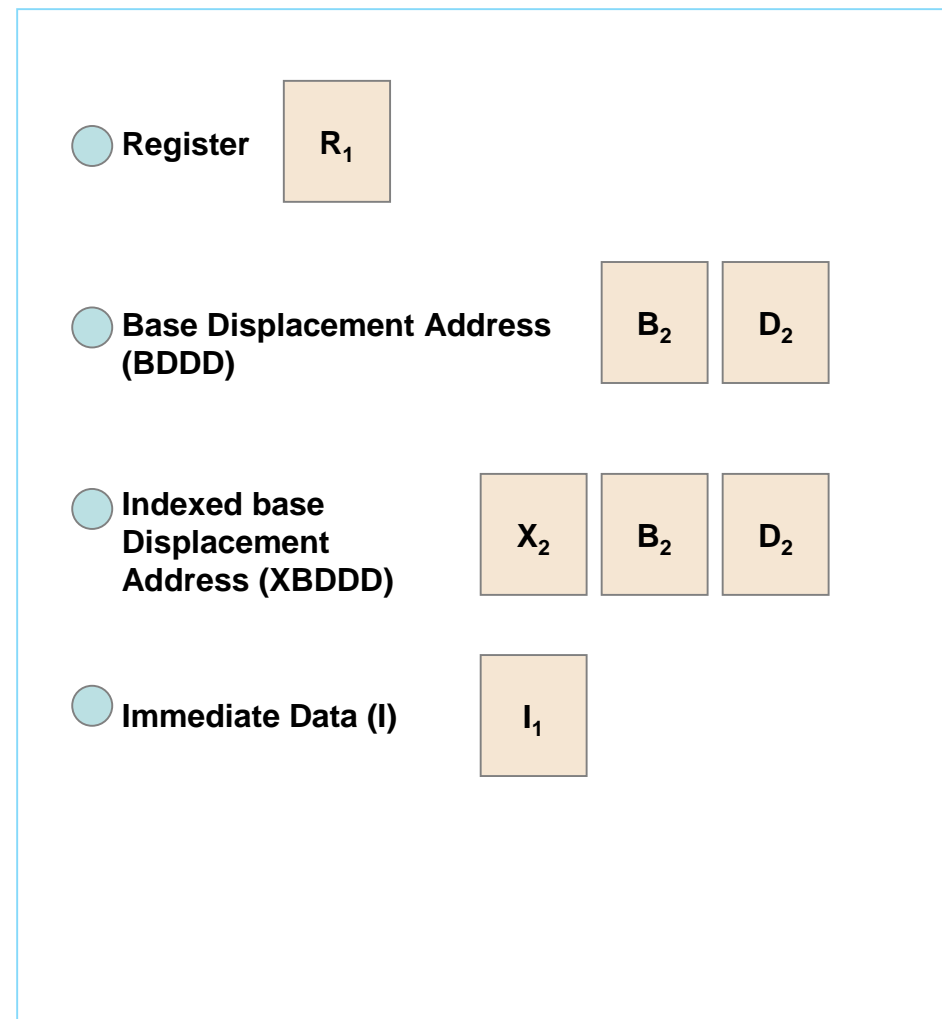 Register R₁
Base Displacement Address B₂ D₂
(BDDD)
Indexed base
Displacement X₂ B₂ D₂
Address (XBDDD)
Immediate Data (I) I₁